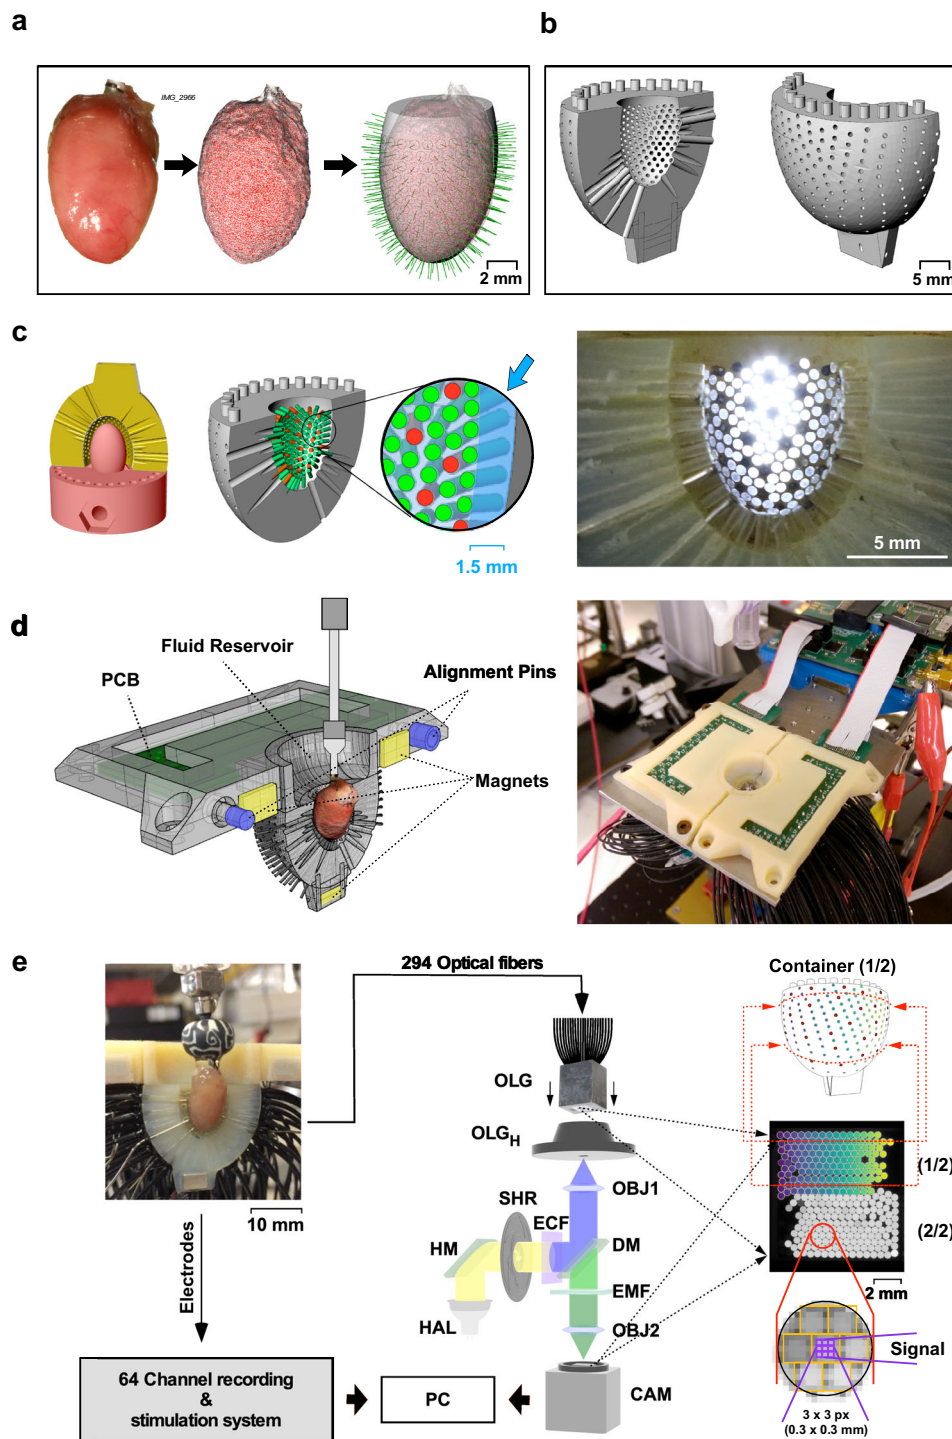 a
b
IMG_2966
2 mm
5 mm
c
1.5 mm
5 mm
d
Fluid Reservoir
PCB
Alignment Pins
Magnets
e
294 Optical fibers
Container (1/2)
OLG
OLGH
(1/2)
OBJ1
SHR
ECF
(2/2)
10 mm
HM
DM
2 mm
EMF
Electrodes
HAL
OBJ2
Signal
64 Channel recording
&
stimulation system
PC
CAM
3 x 3 px
(0.3 x 0.3 mm)